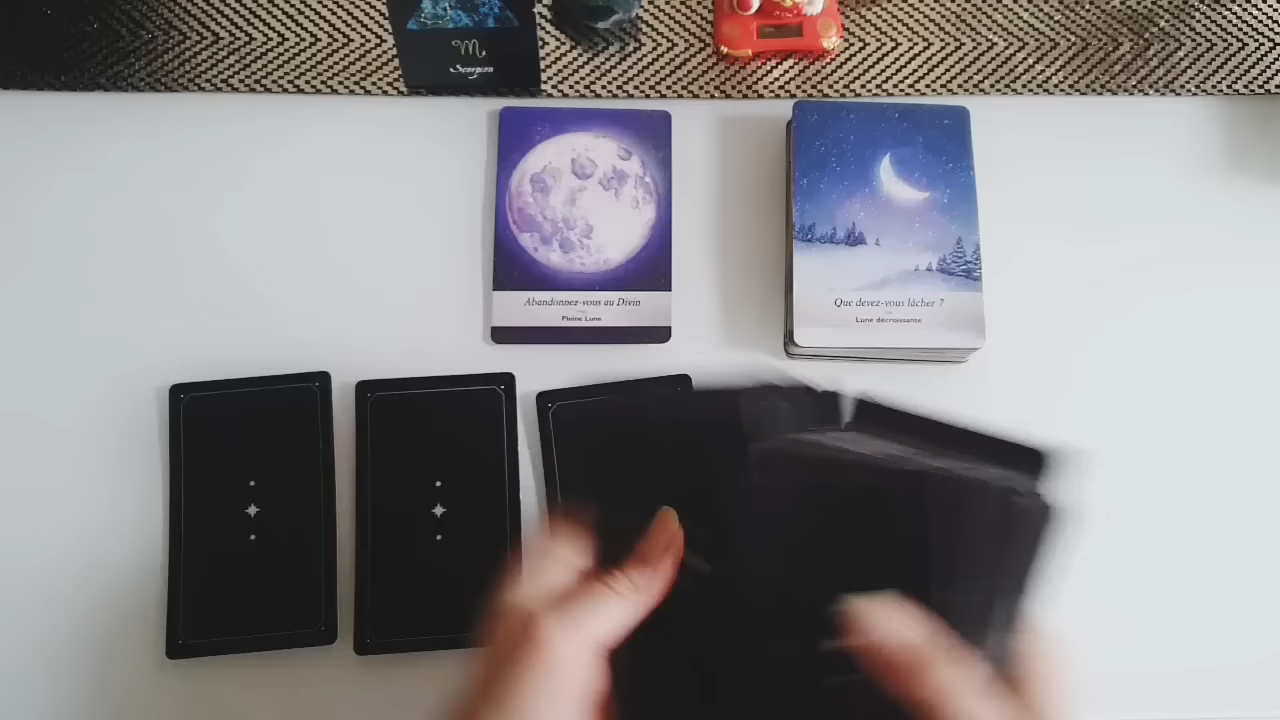 ♏
Scorpion
Abandonnez-vous au Divin
Pleine Lune
Que devez-vous lâcher ?
Lune décroissante